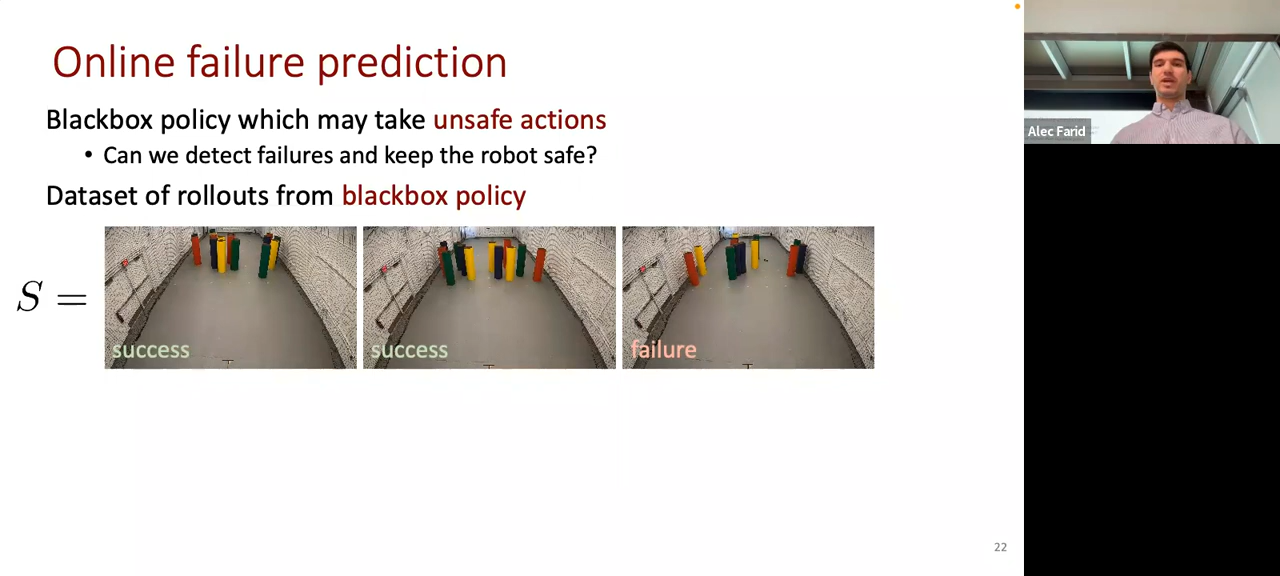 Online failure prediction
Blackbox policy which may take unsafe actions
• Can we detect failures and keep the robot safe?
Dataset of rollouts from blackbox policy
S =
success
success
failure
22
Alec Farid